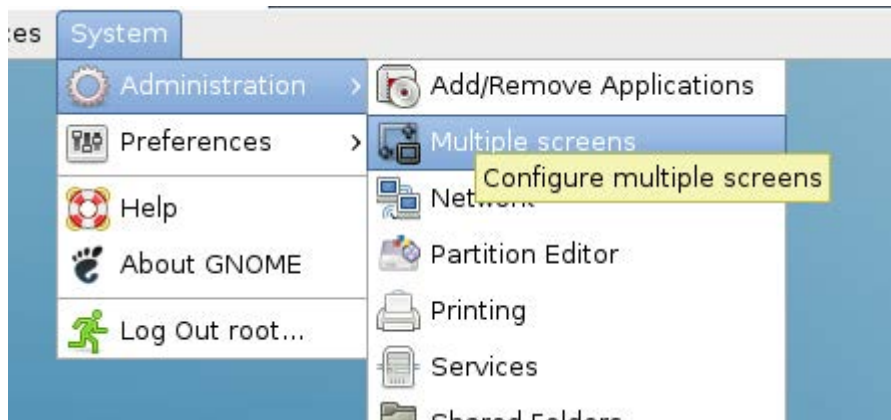 es System
Administration
Preferences
Help
About GNOME
Log Out root...
Add/Remove Applications
Multiple screens
Configure multiple screens
Partition Editor
Printing
Services